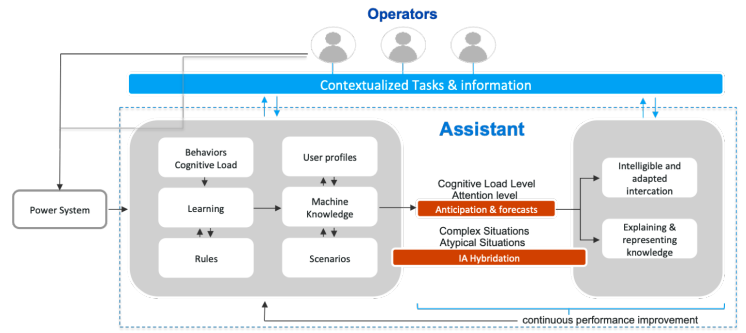 Operators
Contextualized Tasks & information
Assistant
Behaviors
Cognitive Load
User profiles
Learning
Machine
Knowledge
Rules
Scenarios
Power System
Cognitive Load Level
Attention level
Anticipation & forecasts
Complex Situations
Atypical Situations
IA Hybridation
Intelligible and
adapted
intercation
Explaining &
representing
knowledge
continuous performance improvement